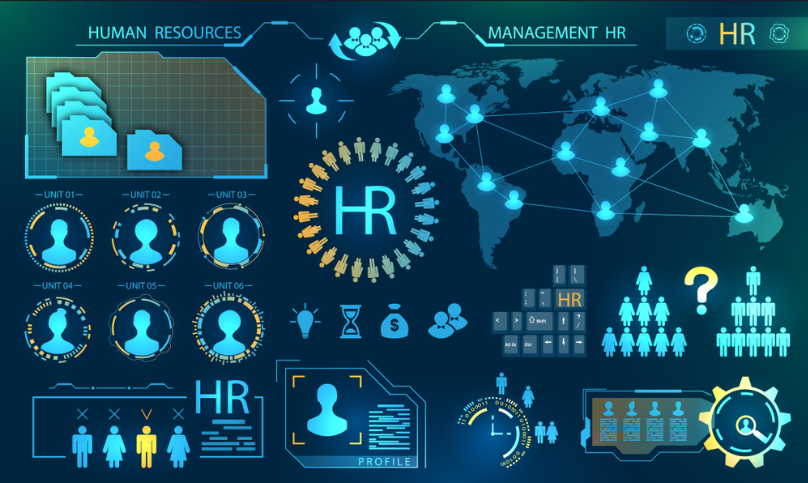 HUMAN RESOURCES
MANAGEMENT HR
HR
UNIT 01
UNIT 02
UNIT 03
HR
UNIT 04
UNIT 05
UNIT 06
$
HR
Shift
?
/
Alt Gr
Ctrl
?
HR
PROFILE